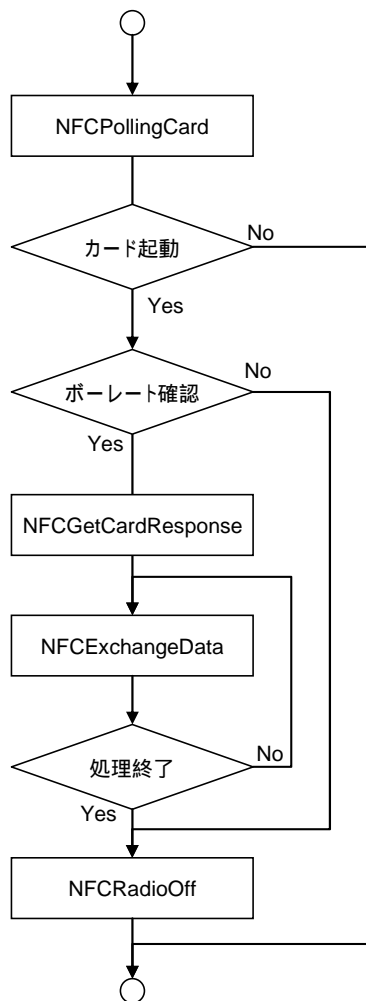 NFCPollingCard
カード起動
No
Yes
ボーレート確認
No
Yes
NFCGetCardResponse
NFCExchangeData
処理終了
No
Yes
NFCRadioOff